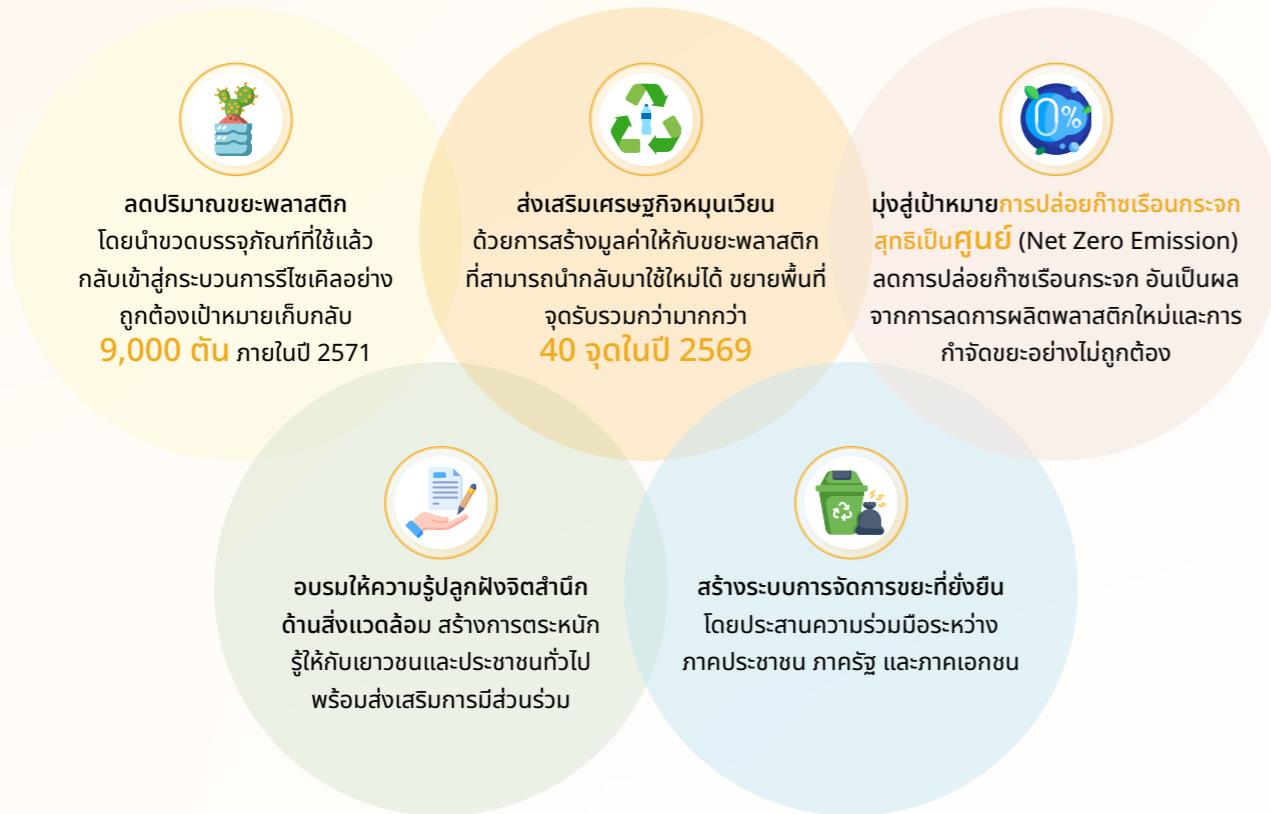 0%
ลดปริมาณขยะพลาสติก
โดยนำขวดบรรจุภัณฑ์ที่ใช้แล้ว
กลับเข้าสู่กระบวนการรีไซเคิลอย่าง
ถูกต้องเป้าหมายเก็บกลับ
9,000 ตัน ภายในปี 2571
ส่งเสริมเศรษฐกิจหมุนเวียน
ด้วยการสร้างมูลค่าให้กับขยะพลาสติก
ที่สามารถนำกลับมาใช้ใหม่ได้ ขยายพื้นที่
จุดรับรวมกว่ามากกว่า
40 จุดในปี 2569
มุ่งสู่เป้าหมายการปล่อยก๊าซเรือนกระจก
สุทธิเป็นศูนย์ (Net Zero Emission)
ลดการปล่อยก๊าซเรือนกระจก อันเป็นผล
จากการลดการผลิตพลาสติกใหม่และการ
กำจัดขยะอย่างไม่ถูกต้อง
อบรมให้ความรู้ปลูกฝังจิตสำนึก
ด้านสิ่งแวดล้อม สร้างการตระหนัก
รู้ให้กับเยาวชนและประชาชนทั่วไป
พร้อมส่งเสริมการมีส่วนร่วม
สร้างระบบการจัดการขยะที่ยั่งยืน
โดยประสานความร่วมมือระหว่าง
ภาคประชาชน ภาครัฐ และภาคเอกชน